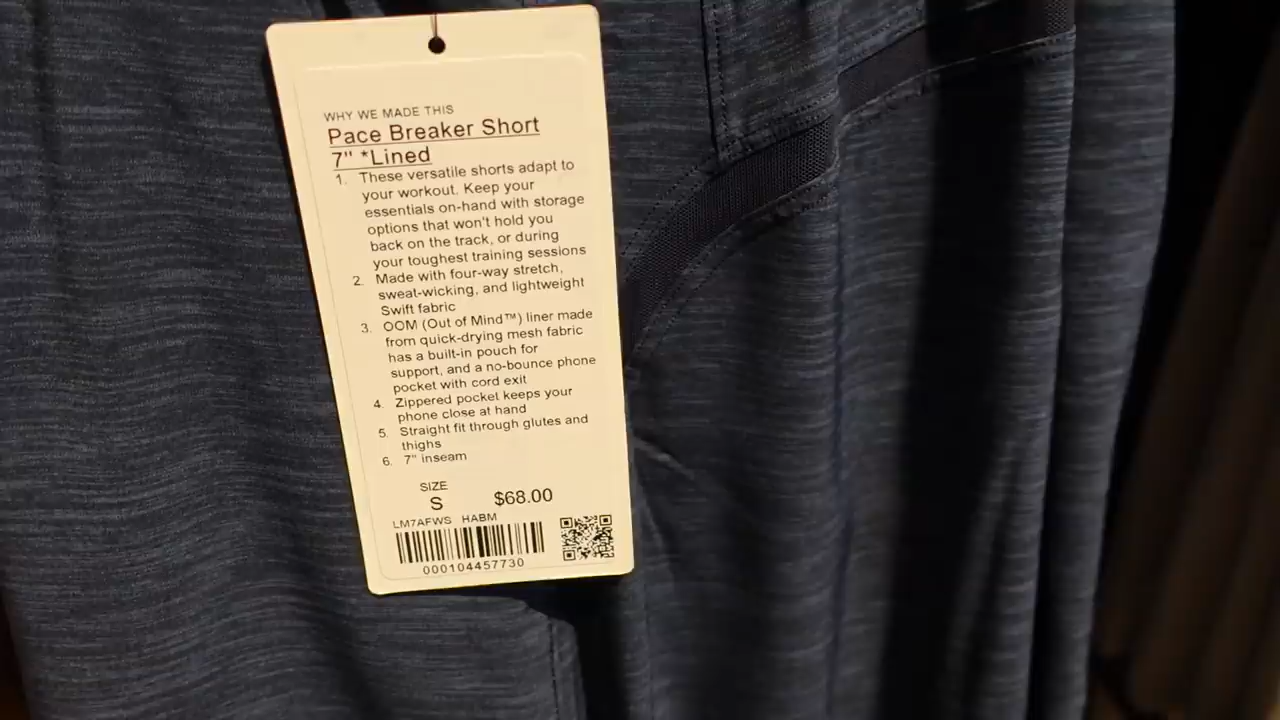 WHY WE MADE THIS
Pace Breaker Short
7" *Lined
1. These versatile shorts adapt to
your workout. Keep your
essentials on-hand with storage
options that won't hold you
back on the track, or during
your toughest training sessions
2. Made with four-way stretch,
sweat-wicking, and lightweight
Swift fabric
3. OOM (Out of Mind™) liner made
from quick-drying mesh fabric
has a built-in pouch for
support, and a no-bounce phone
pocket with cord exit
4. Zippered pocket keeps your
phone close at hand
5. Straight fit through glutes and
thighs
6. 7" inseam
SIZE
S $68.00
LM7AFWS HABM
000104457730